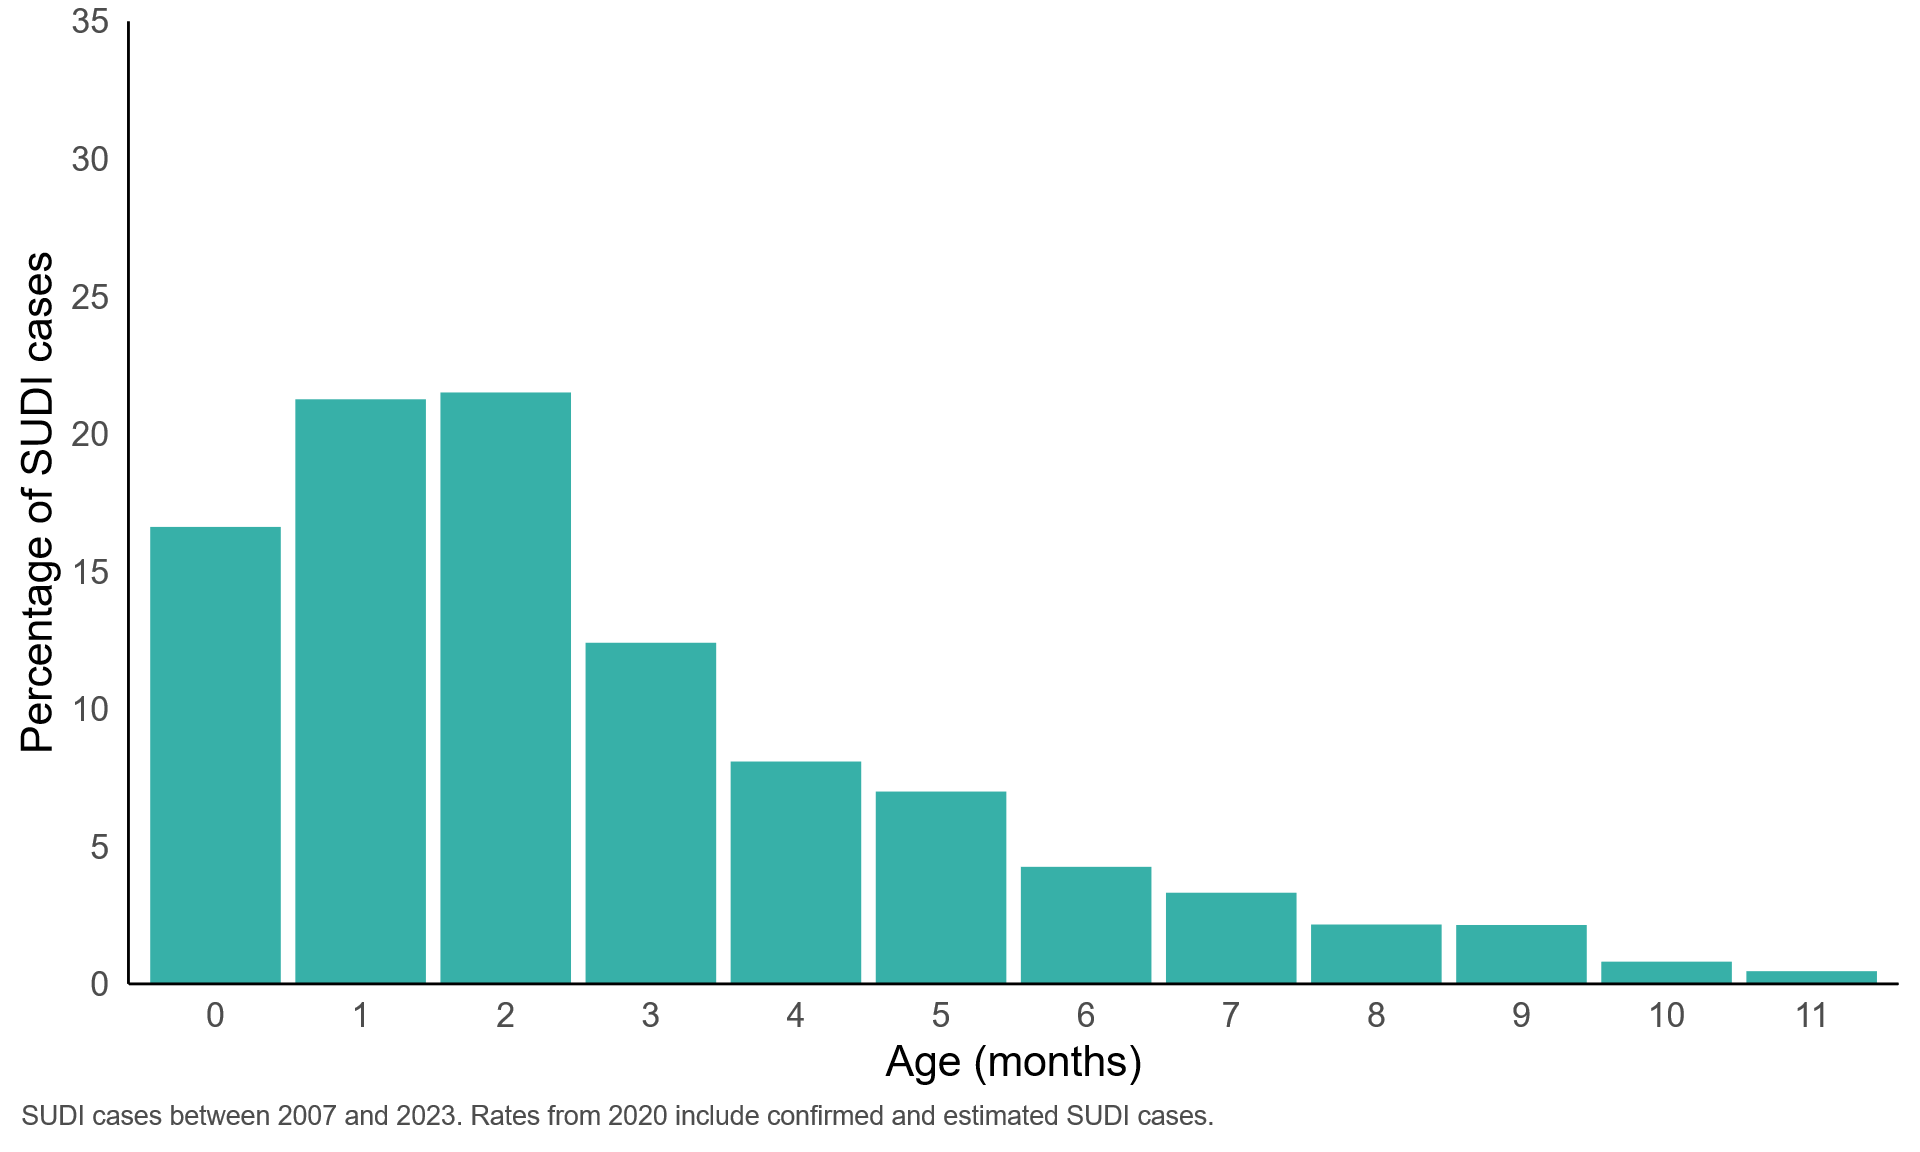 35
30
25
20
15
10
5
0
Percentage of SUDI cases
0 1 2 3 4 5 6 7 8 9 10 11
Age (months)
SUDI cases between 2007 and 2023. Rates from 2020 include confirmed and estimated SUDI cases.